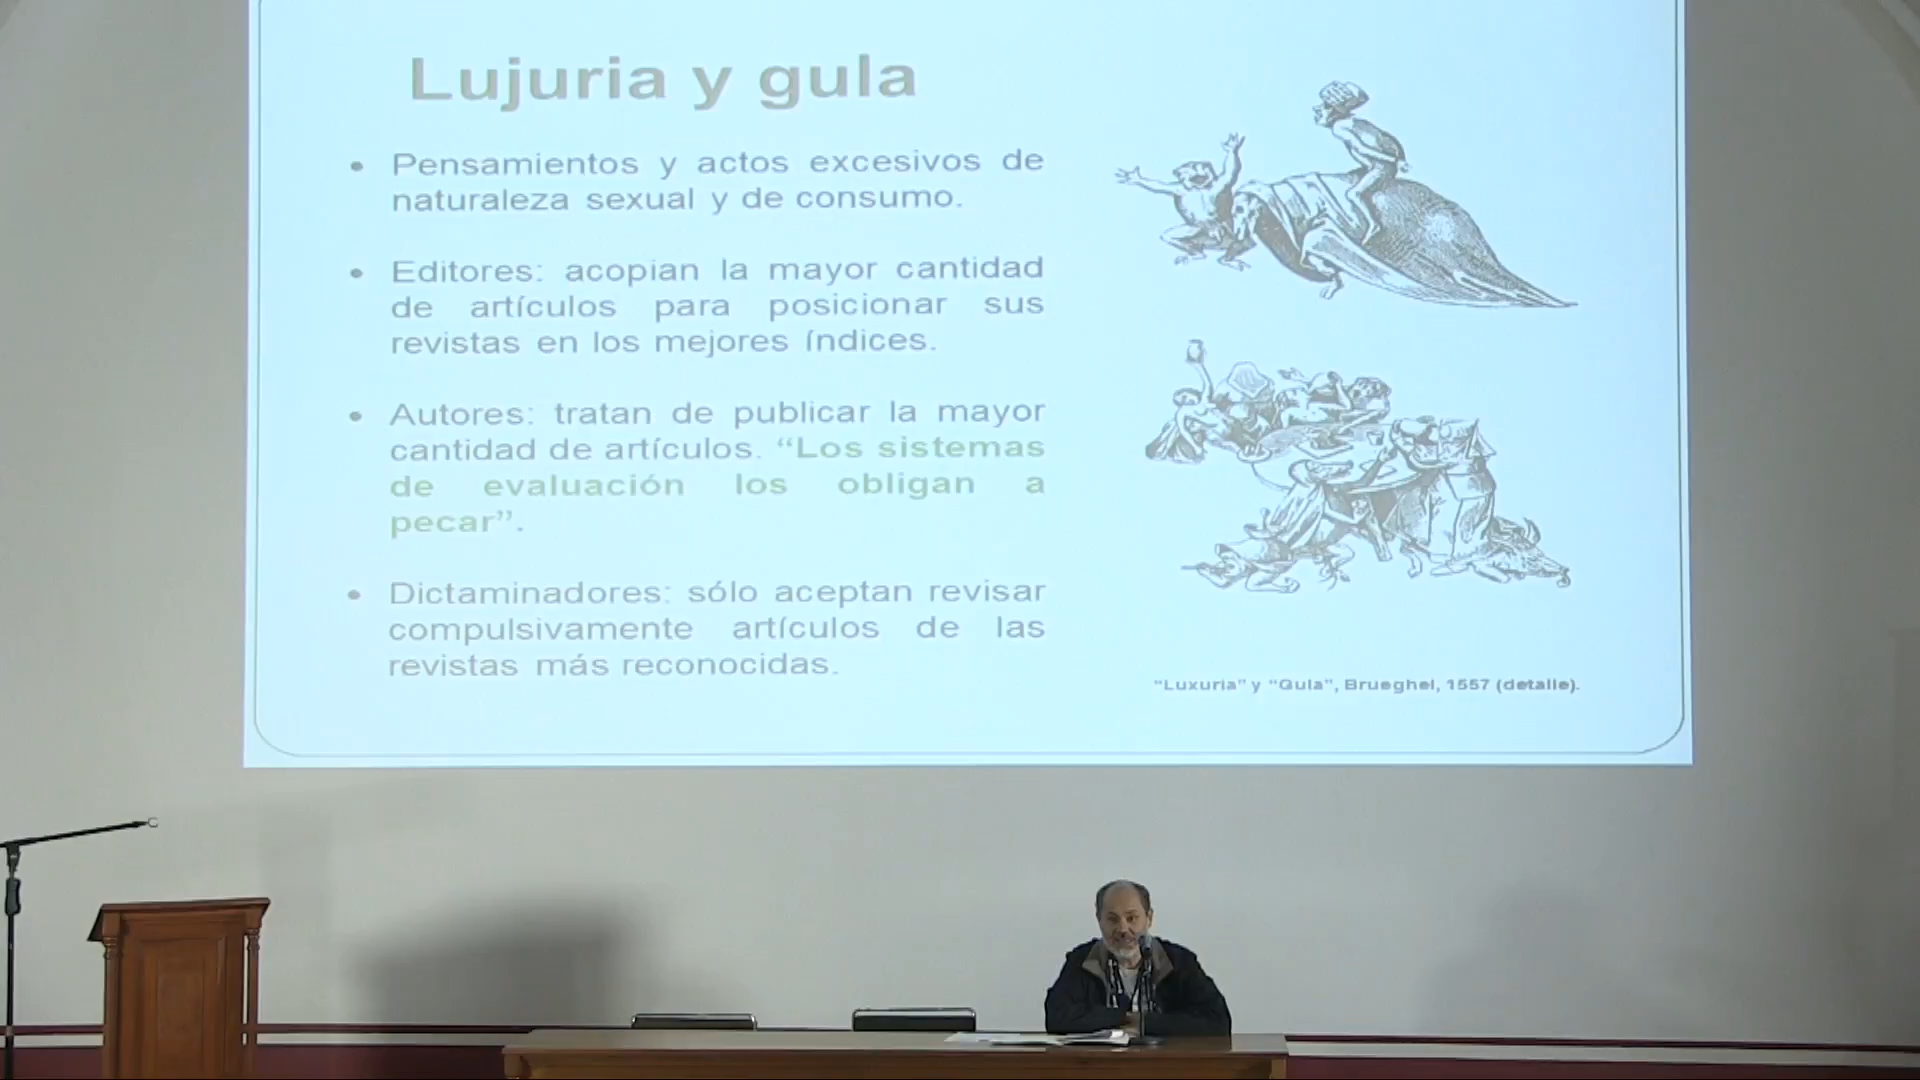 Lujuria y gula
• Pensamientos y actos excesivos de
naturaleza sexual y de consumo.
• Editores: acopian la mayor cantidad
de artículos para posicionar sus
revistas en los mejores índices.
• Autores: tratan de publicar la mayor
cantidad de artículos. “Los sistemas
de evaluación los obligan a
pecar”.
• Dictaminadores: sólo aceptan revisar
compulsivamente artículos de las
revistas más reconocidas.
“Luxuria” y “Gula”, Brueghel, 1557 (detalle).